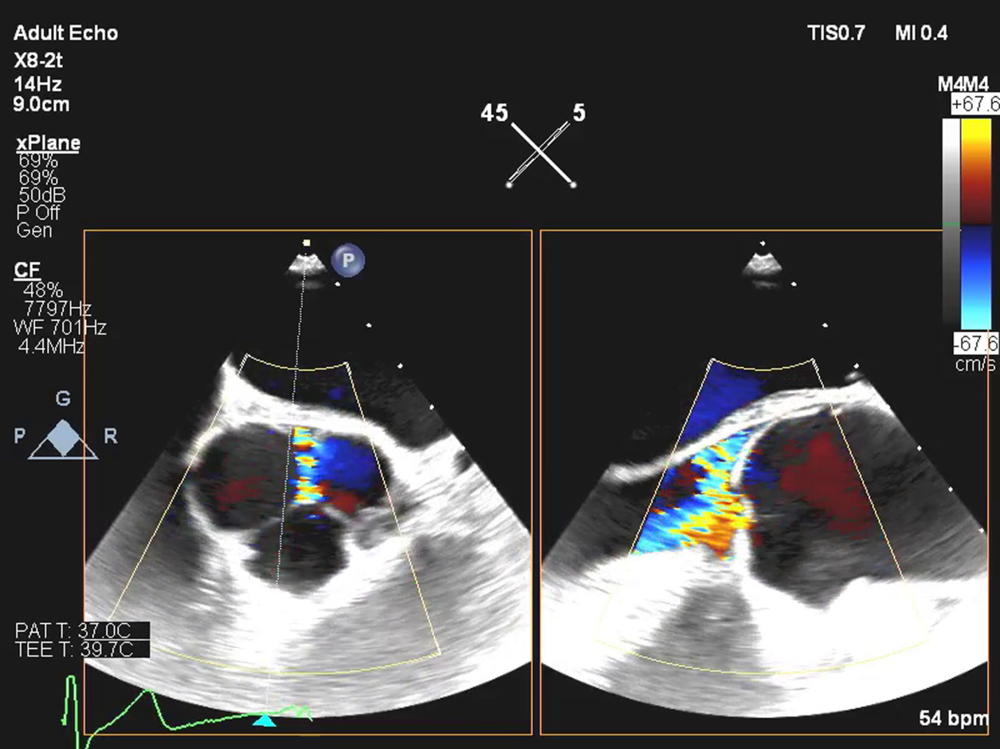 Adult Echo
TIS0.7 MI 0.4
X8-2t
14Hz
9.0cm
M4M4
+67.6
45 5
xPlane
69%
69%
50dB
P Off
Gen
P
CF
48%
7797Hz
WF 701Hz
4.4MHz
-67.6
cm/s
G
P R
PAT T: 37.0C
TEE T: 39.7C
54 bpm